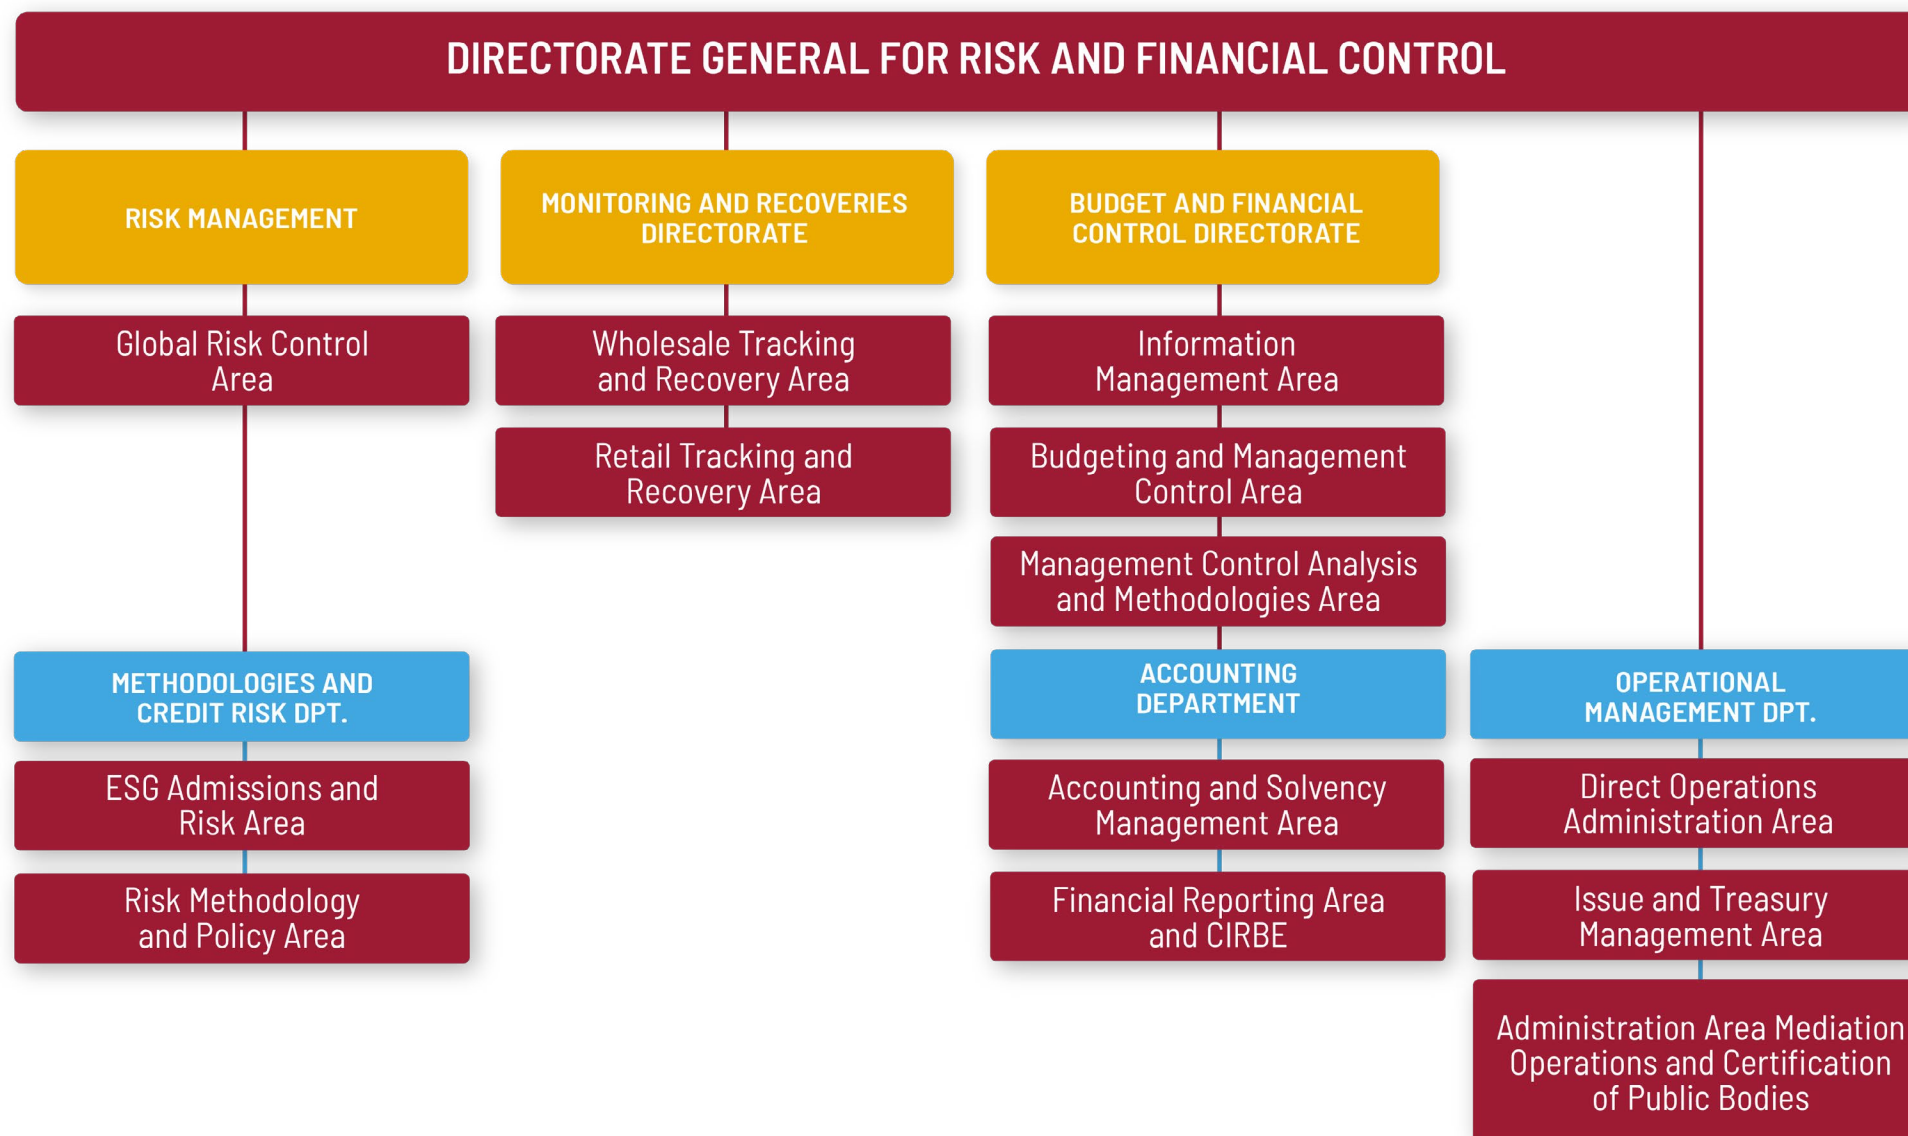 DIRECTORATE GENERAL FOR RISK AND FINANCIAL CONTROL
RISK MANAGEMENT
Global Risk Control
Area
METHODOLOGIES AND
CREDIT RISK DPT.
ESG Admissions and
Risk Area
Risk Methodology
and Policy Area
MONITORING AND RECOVERIES
DIRECTORATE
Wholesale Tracking
and Recovery Area
Retail Tracking and
Recovery Area
BUDGET AND FINANCIAL
CONTROL DIRECTORATE
Information
Management Area
Budgeting and Management
Control Area
Management Control Analysis
and Methodologies Area
ACCOUNTING
DEPARTMENT
Accounting and Solvency
Management Area
Financial Reporting Area
and CIRBE
OPERATIONAL
MANAGEMENT DPT.
Direct Operations
Administration Area
Issue and Treasury
Management Area
Administration Area Mediation
Operations and Certification
of Public Bodies